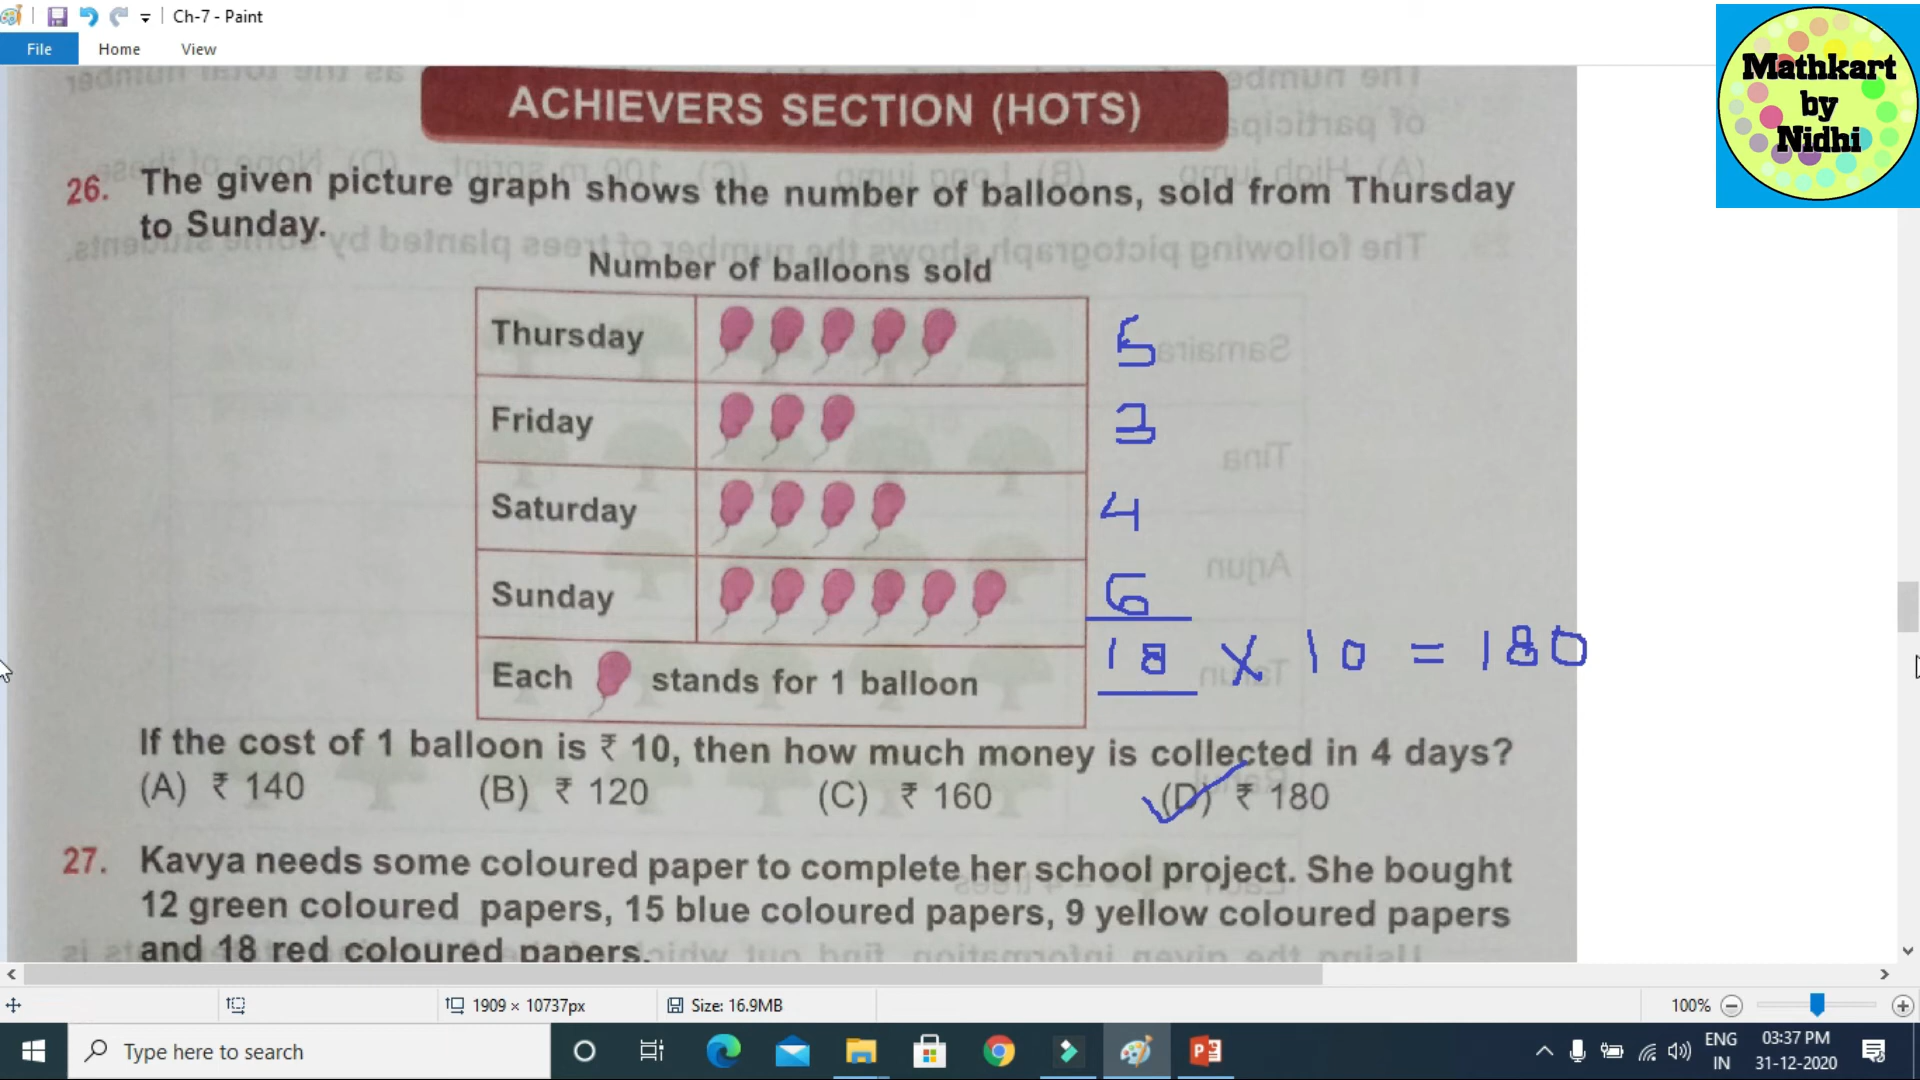 Ch-7 - Paint
File Home View
Mathkart
by
Nidhi
ACHIEVERS SECTION (HOTS)
26. The given picture graph shows the number of balloons, sold from Thursday
to Sunday.
Number of balloons sold
Thursday 5
Friday 3
Saturday 4
Sunday 6
18 X 10 = 180
Each stands for 1 balloon
If the cost of 1 balloon is ₹ 10, then how much money is collected in 4 days?
(A) ₹ 140 (B) ₹ 120 (C) ₹ 160 (D) ₹ 180
27. Kavya needs some coloured paper to complete her school project. She bought
12 green coloured papers, 15 blue coloured papers, 9 yellow coloured papers
and 18 red coloured papers.
1909 × 10737px Size: 16.9MB 100%
Type here to search
ENG 03:37 PM
IN 31-12-2020